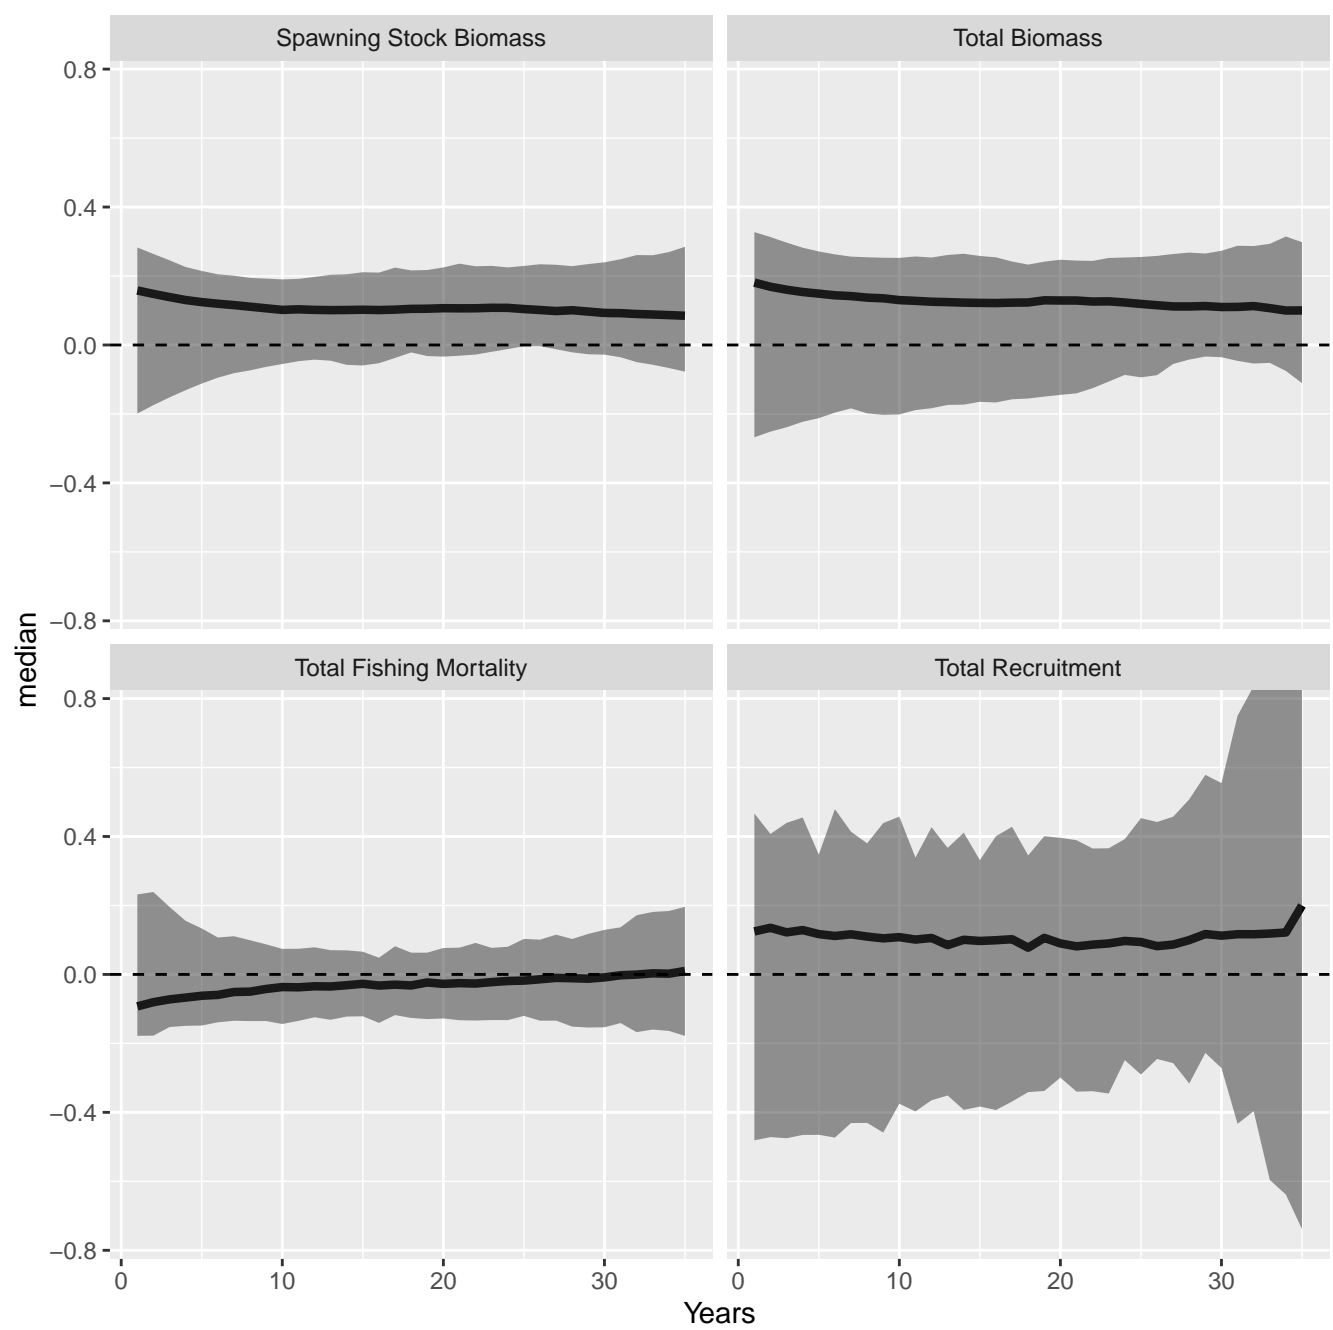 Spawning Stock Biomass
Total Biomass
0.8
0.4
0.0
−0.4
−0.8
median
Total Fishing Mortality
Total Recruitment
0.8
0.4
0.0
−0.4
−0.8
0 10 20 30
0 10 20 30
Years